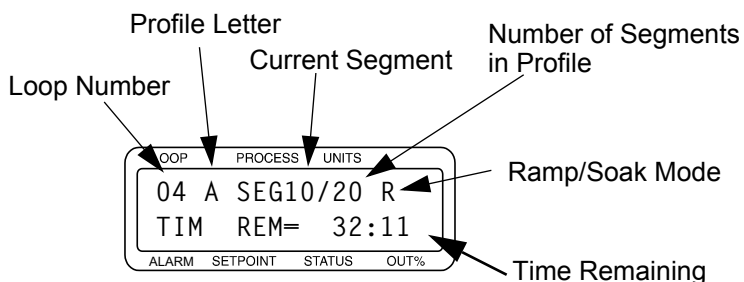 Profile Letter
Number of Segments
in Profile
Current Segment
Loop Number
OOP PROCESS UNITS
04 A SEG10/20 R
Ramp/Soak Mode
TIM REM= 32:11
ALARM SETPOINT STATUS OUT%
Time Remaining